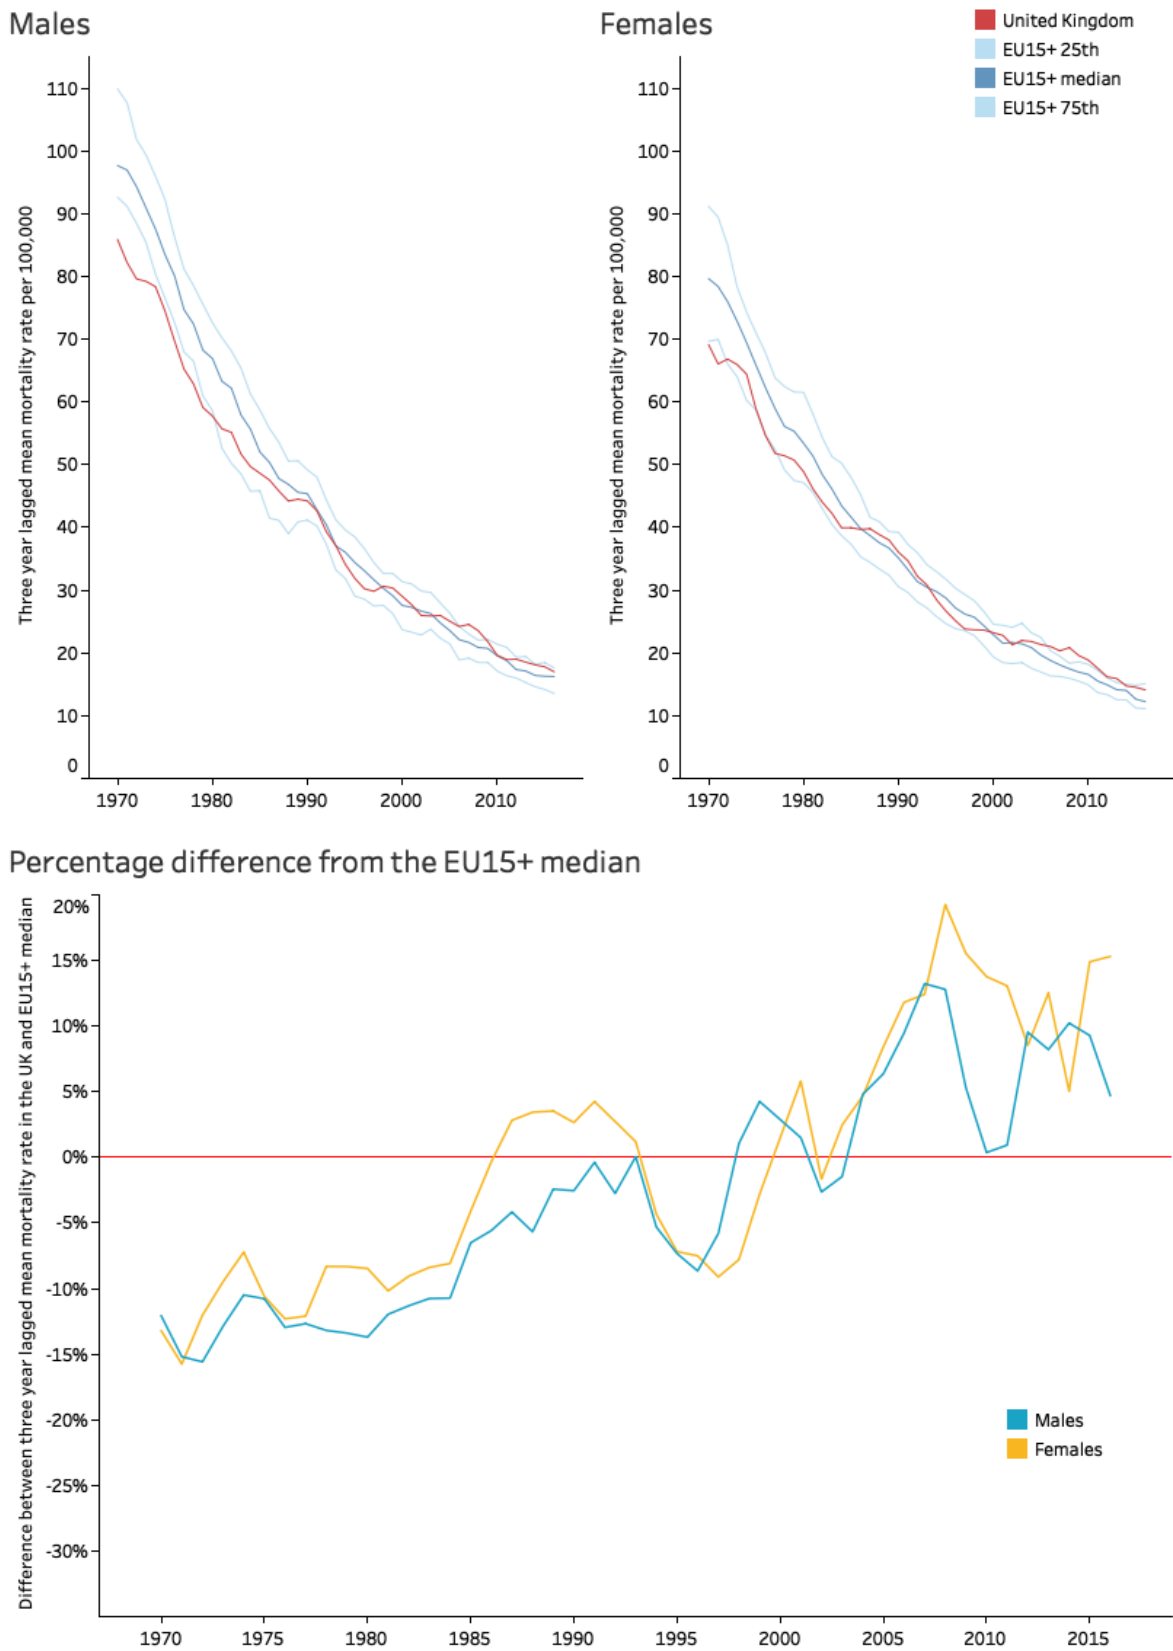 Males
Females
United Kingdom
EU15+ 25th
EU15+ median
EU15+ 75th
Three year lagged mean mortality rate per 100,000
110
100
90
80
70
60
50
40
30
20
10
0
1970 1980 1990 2000 2010
Three year lagged mean mortality rate per 100,000
110
100
90
80
70
60
50
40
30
20
10
0
1970 1980 1990 2000 2010
Percentage difference from the EU15+ median
Difference between three year lagged mean mortality rate in the UK and EU15+ median
20%
15%
10%
5%
0%
-5%
-10%
-15%
-20%
-25%
-30%
Males
Females
1970 1975 1980 1985 1990 1995 2000 2005 2010 2015